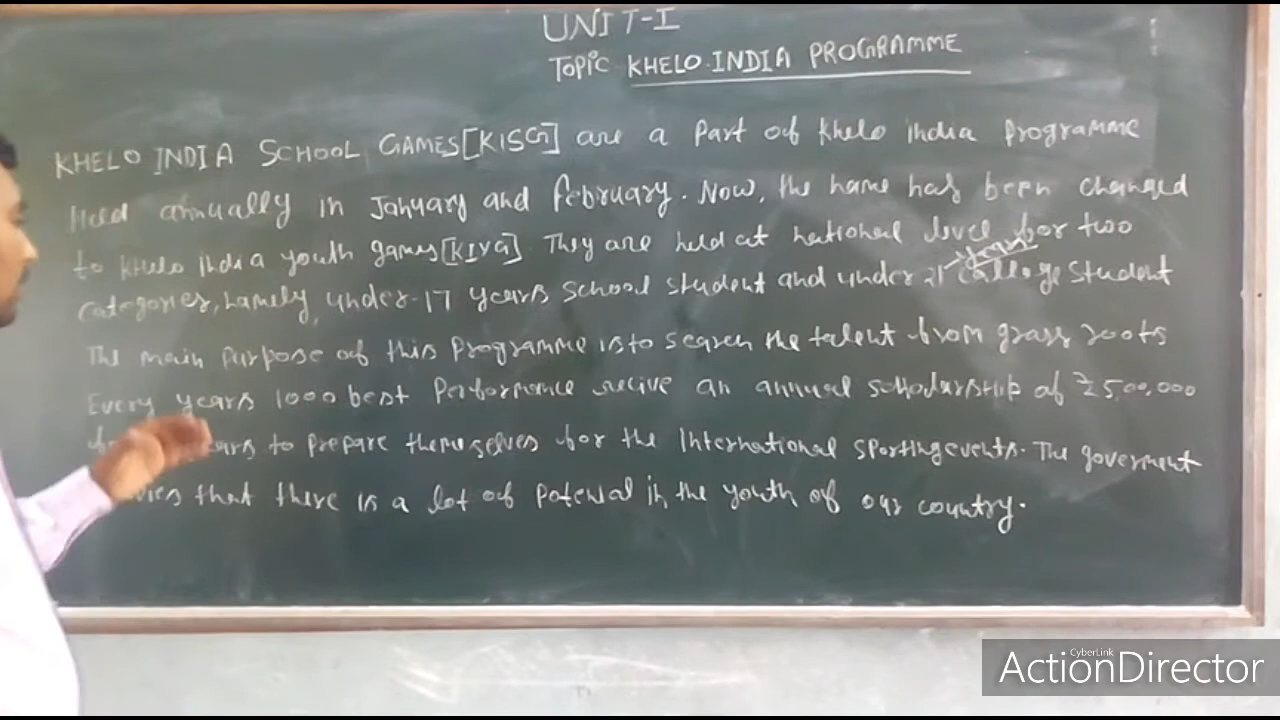 UNIT-I
TOPIC KHELO INDIA PROGRAMME
KHELO INDIA SCHOOL GAMES [KISG] are a part of khelo india programme
Held annually in January and february. Now, the name has been changed
to khelo india youth games [KIYG]. They are held at national level for two
years
categories, namely, under-17 years school student and under 21 college student
The main purpose of this programme is to search the talent from grass roots
Every years 1000 best performance recive an annual scholarship of ₹5,00,000
to prepare themselves for the International sporting events. The goverment
that there is a lot of potenial in the youth of our country.
CyberLink
ActionDirector